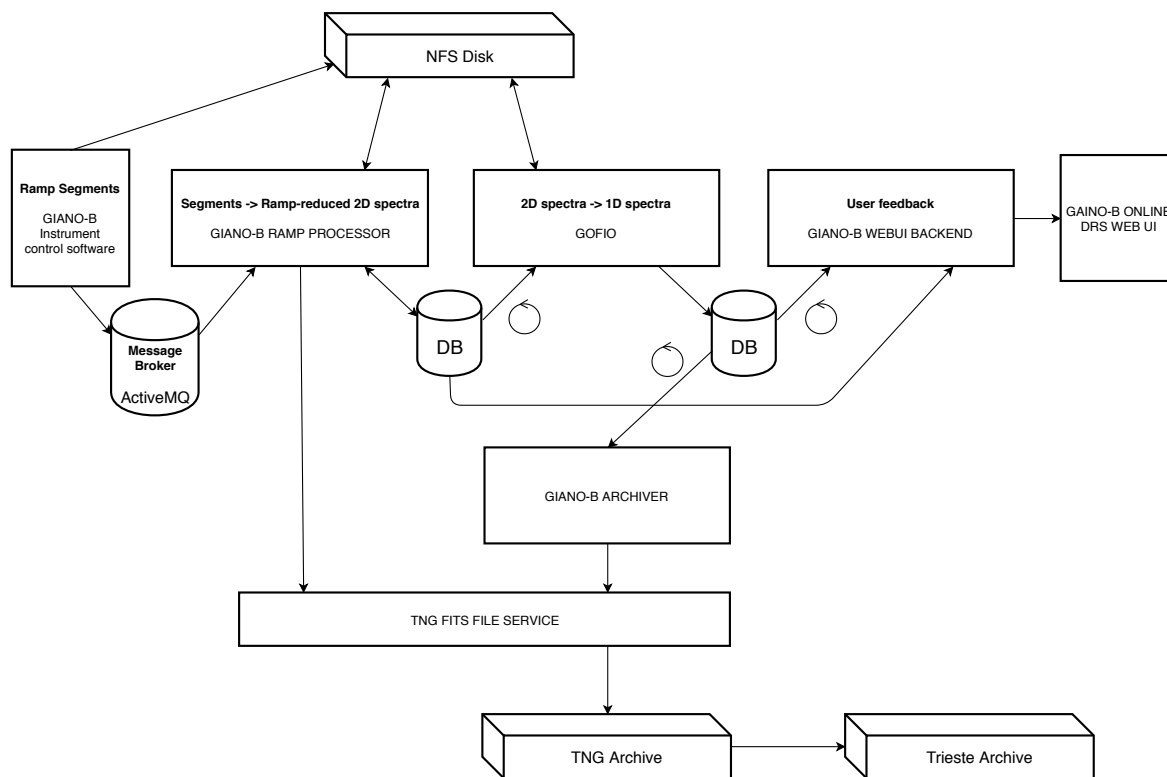 NFS Disk
Ramp Segments
GIANO-B
Instrument
control software
Segments -> Ramp-reduced 2D spectra
GIANO-B RAMP PROCESSOR
2D spectra -> 1D spectra
GOFIO
User feedback
GIANO-B WEBUI BACKEND
GAINO-B ONLINE
DRS WEB UI
Message
Broker
ActiveMQ
DB
DB
GIANO-B ARCHIVER
TNG FITS FILE SERVICE
TNG Archive
Trieste Archive